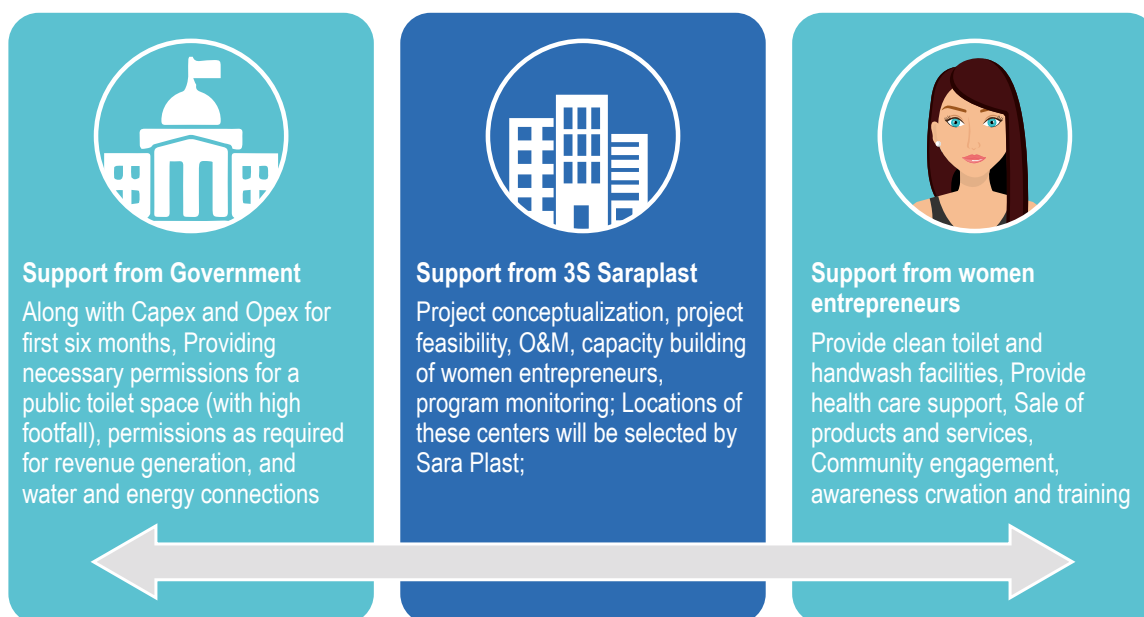 Support from Government
Along with Capex and Opex for
first six months, Providing
necessary permissions for a
public toilet space (with high
footfall), permissions as required
for revenue generation, and
water and energy connections
Support from 3S Saraplast
Project conceptualization, project
feasibility, O&M, capacity building
of women entrepreneurs,
program monitoring; Locations of
these centers will be selected by
Sara Plast;
Support from women
entrepreneurs
Provide clean toilet and
handwash facilities, Provide
health care support, Sale of
products and services,
Community engagement,
awareness crwation and training